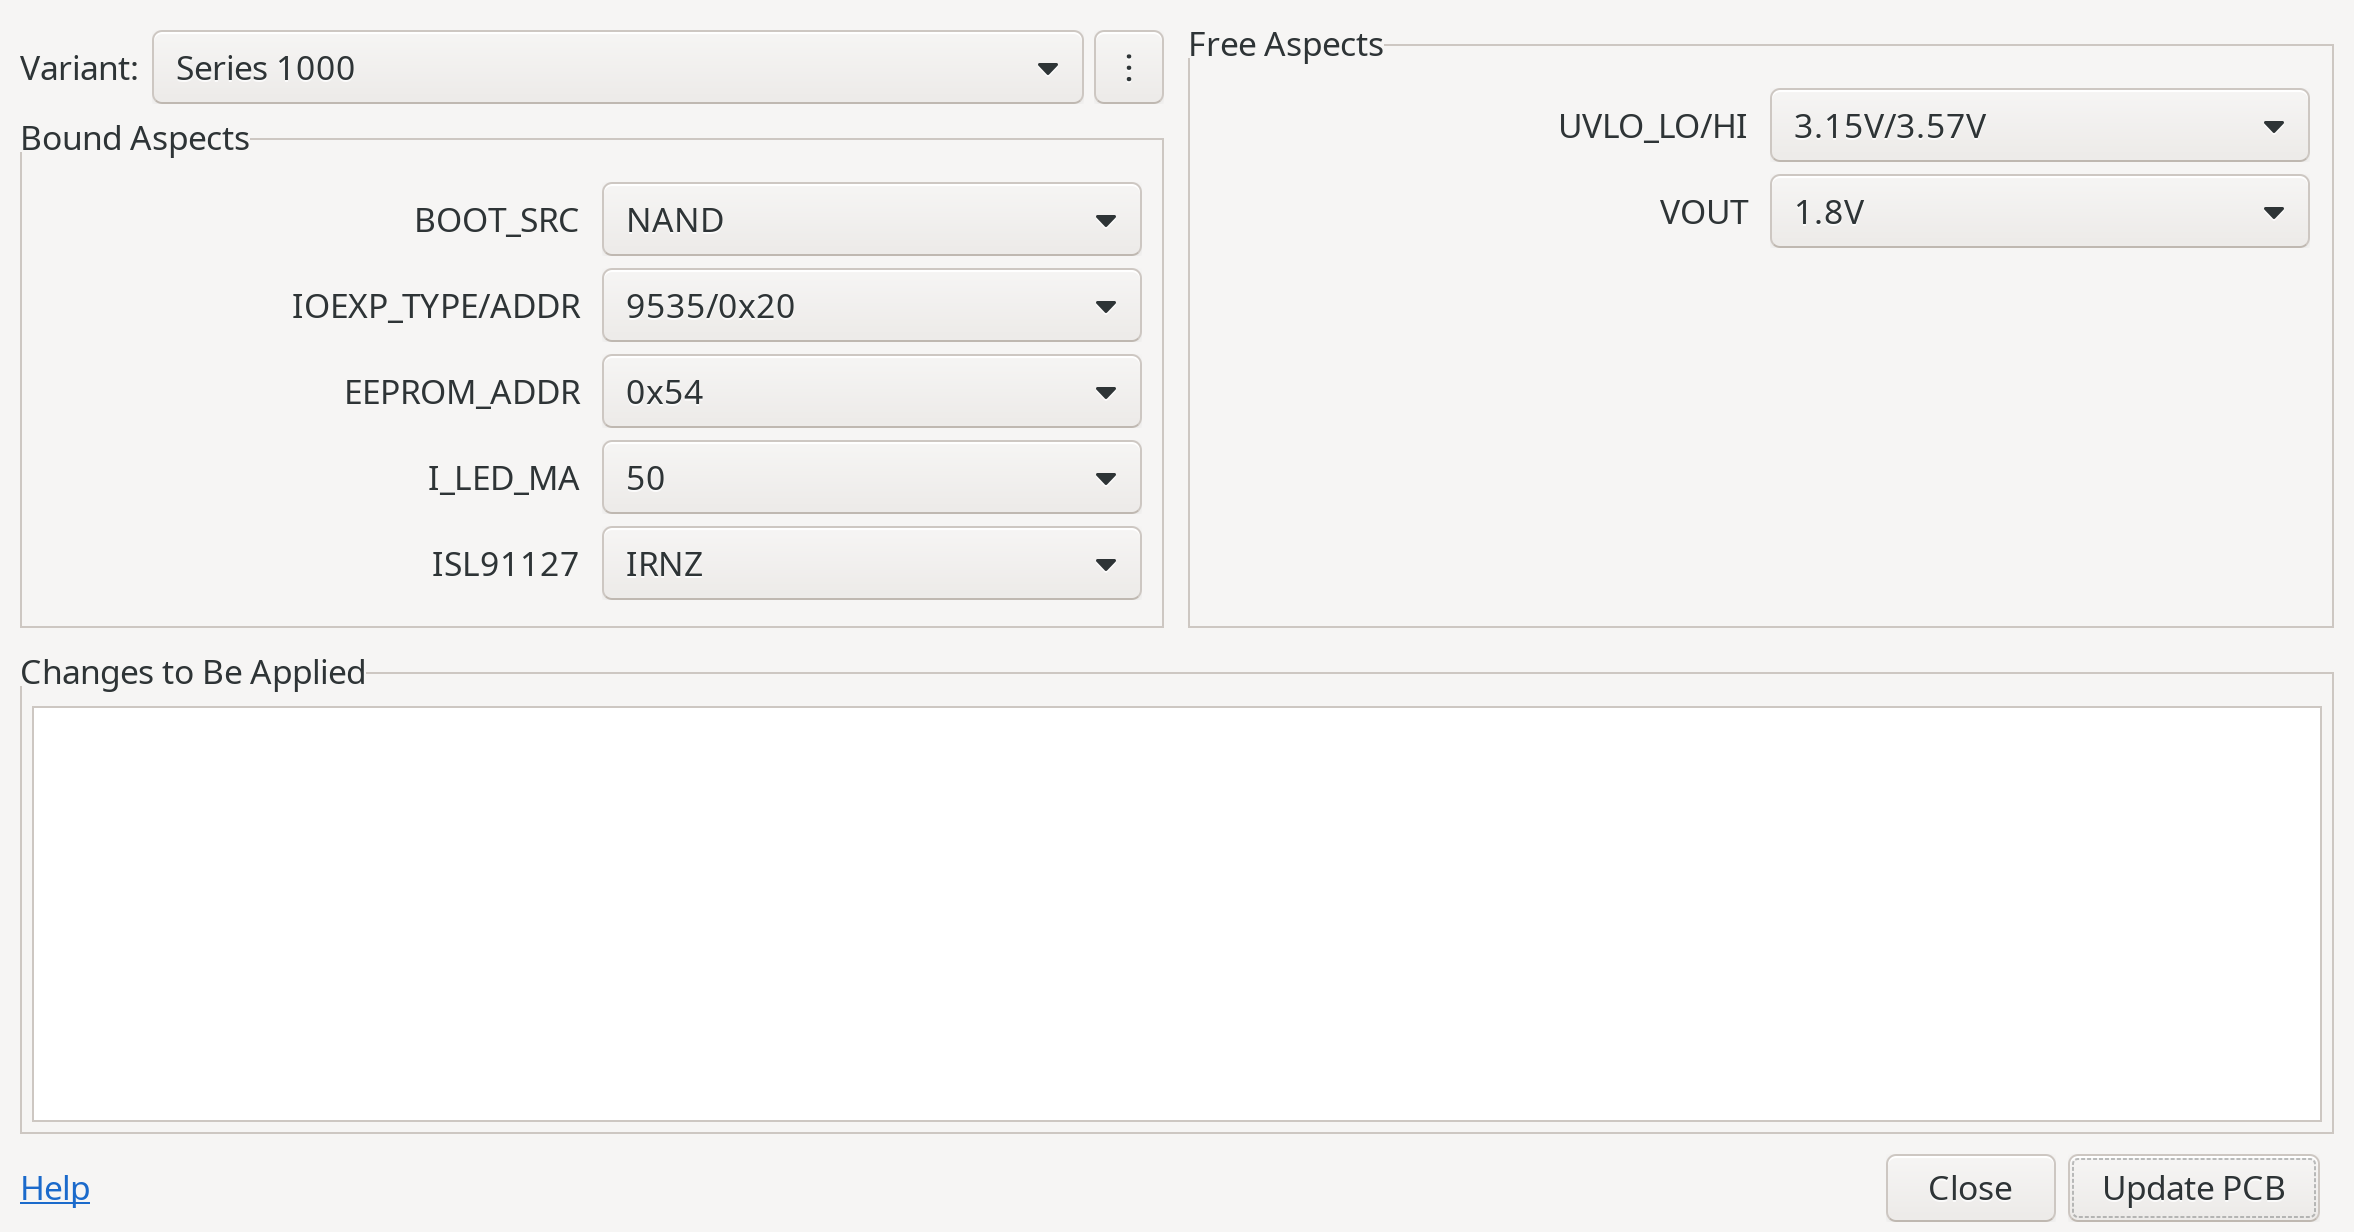 Variant: Series 1000 ⋮
Bound Aspects
BOOT_SRC NAND
IOEXP_TYPE/ADDR 9535/0x20
EEPROM_ADDR 0x54
I_LED_MA 50
ISL91127 IRNZ
Free Aspects
UVLO_LO/HI 3.15V/3.57V
VOUT 1.8V
Changes to Be Applied
Help Close Update PCB